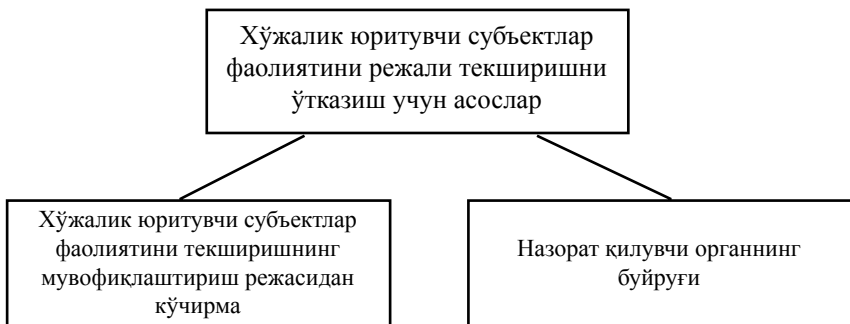 Хўжалик юритувчи субъектлар
фаолиятини режали текширишни
ўтказиш учун асослар
Хўжалик юритувчи субъектлар
фаолиятини текширишнинг
мувофиқлаштириш режасидан
кўчирма
Назорат қилувчи органнинг
буйруғи